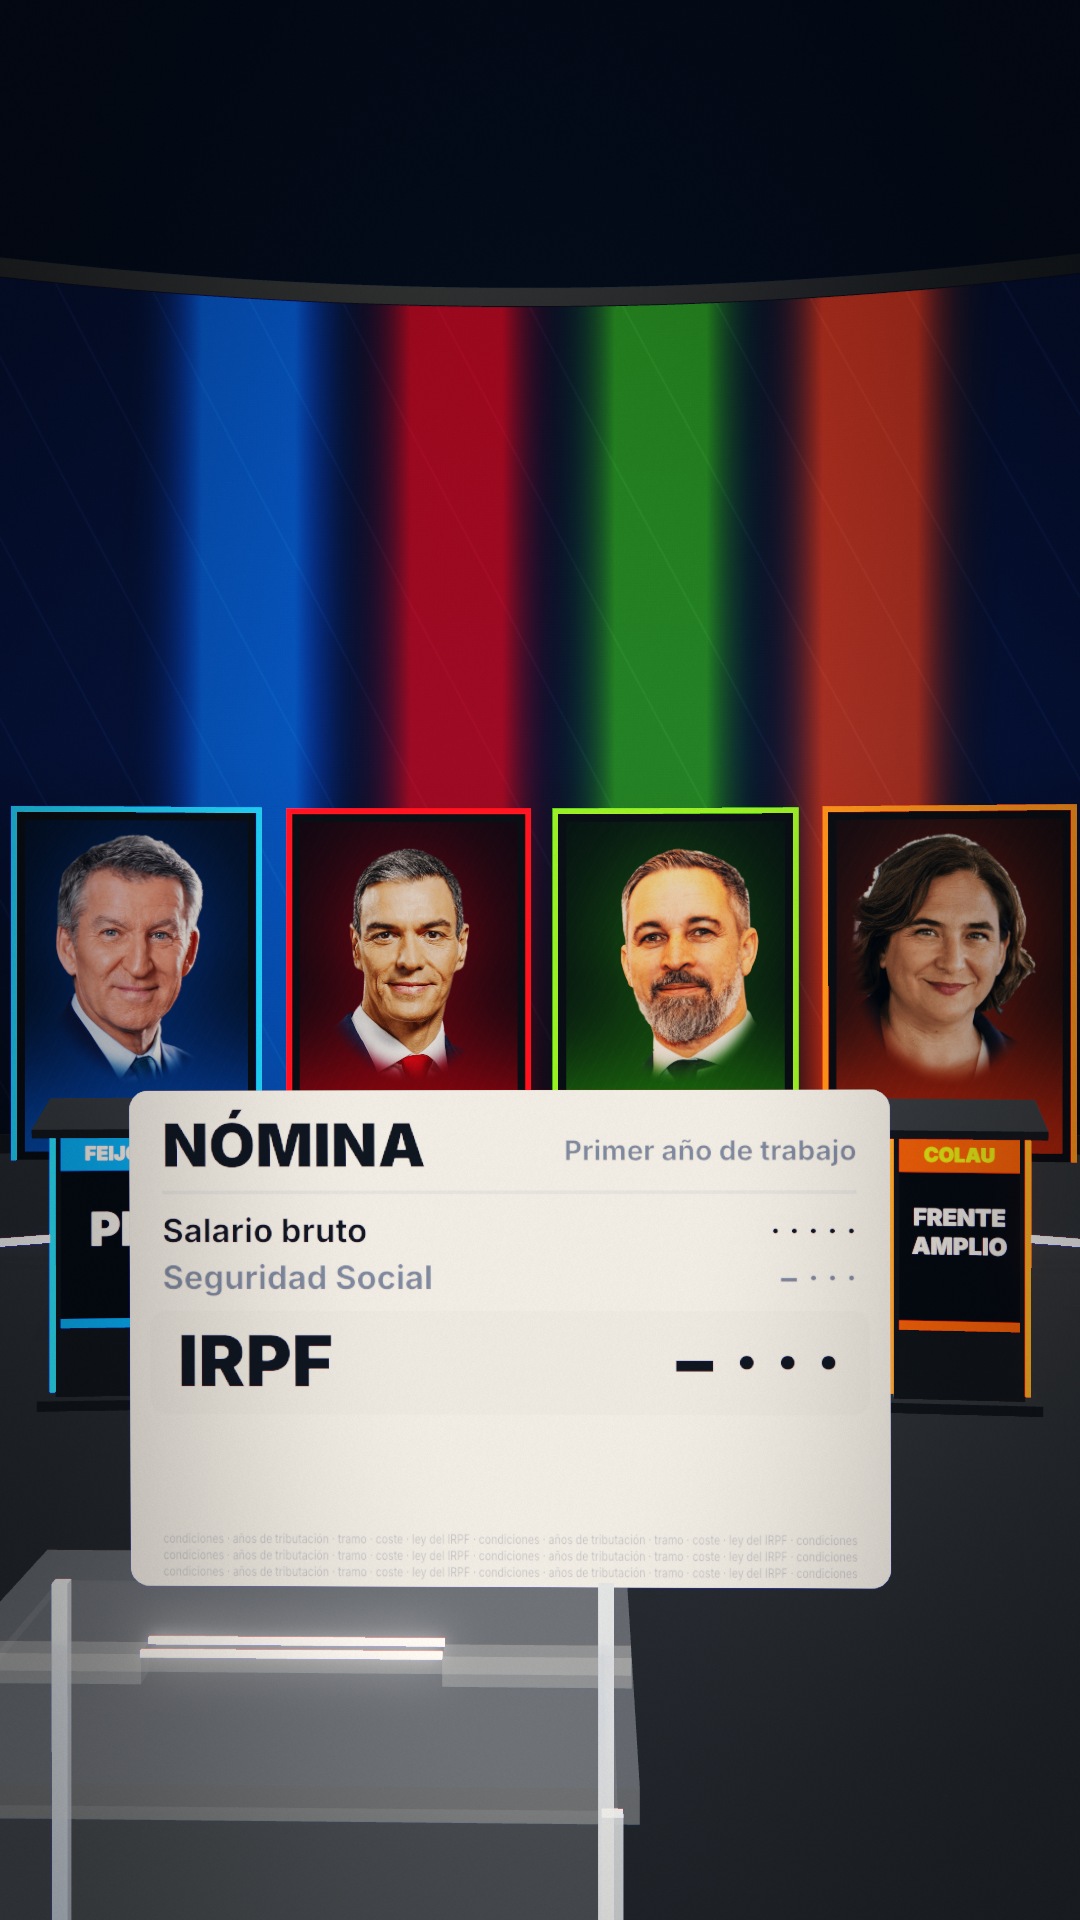 FEIJ
P
NÓMINA
Primer año de trabajo
Salario bruto
· · · · ·
Seguridad Social
– · · ·
IRPF
– • • •
condiciones · años de tributación · tramo · coste · ley del IRPF · condiciones · años de tributación · tramo · coste · ley del IRPF · condiciones
condiciones · años de tributación · tramo · coste · ley del IRPF · condiciones · años de tributación · tramo · coste · ley del IRPF · condiciones
condiciones · años de tributación · tramo · coste · ley del IRPF · condiciones · años de tributación · tramo · coste · ley del IRPF · condiciones
COLAU
FRENTE
AMPLIO